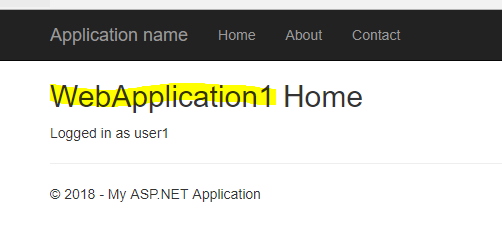 Application name Home About Contact
WebApplication1 Home
Logged in as user1
© 2018 - My ASP.NET Application